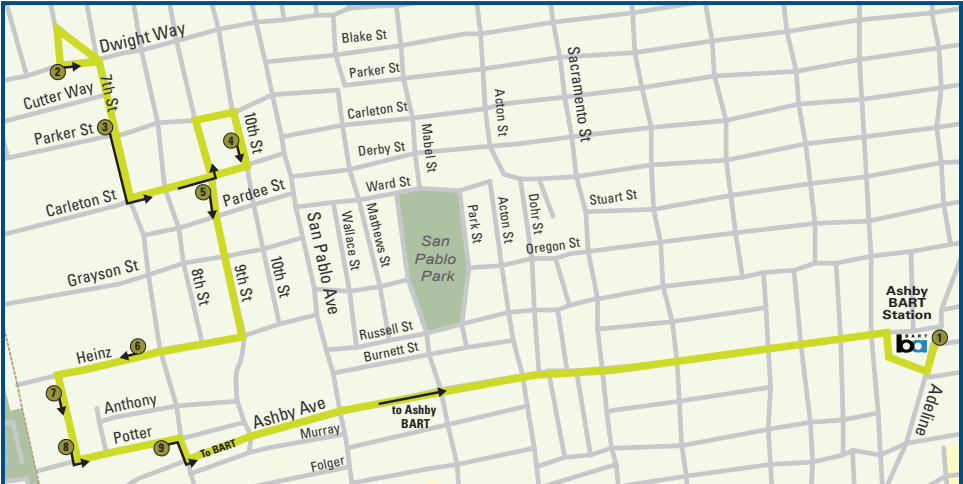 Dwight Way
Blake St
Parker St
Sacramento St
2
Cutter Way
7th St
3
Parker St
Carleton St
Acton St
10th St
4
Mabel St
Derby St
5
Pardee St
Ward St
Carleton St
Stuart St
San Pablo Ave
Wallace St
Mathews St
San
Pablo
Park
Park St
Acton St
Dohr St
Oregon St
Grayson St
8th St
9th St
10th St
Ashby
BART
Station
BART
ba
1
Russell St
Burnett St
Heinz
6
7
Anthony
Potter
8
9
To BART
Ashby Ave
to Ashby
BART
Murray
Folger
Adeline